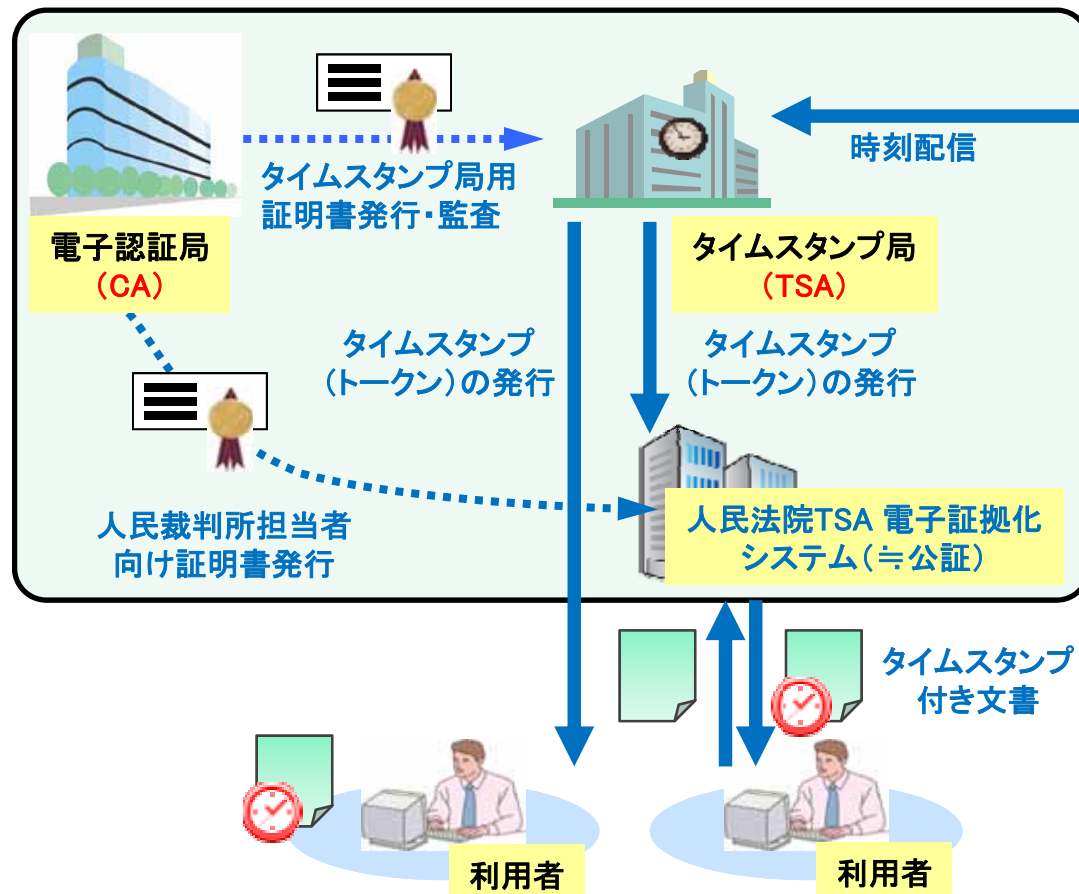 時刻配信
タイムスタンプ局用
証明書発行・監査
電子認証局
（CA）
タイムスタンプ局
（TSA）
タイムスタンプ
（トークン）の発行
タイムスタンプ
（トークン）の発行
人民裁判所担当者
向け証明書発行
人民法院TSA 電子証拠化
システム（≒公証）
タイムスタンプ
付き文書
利用者
利用者